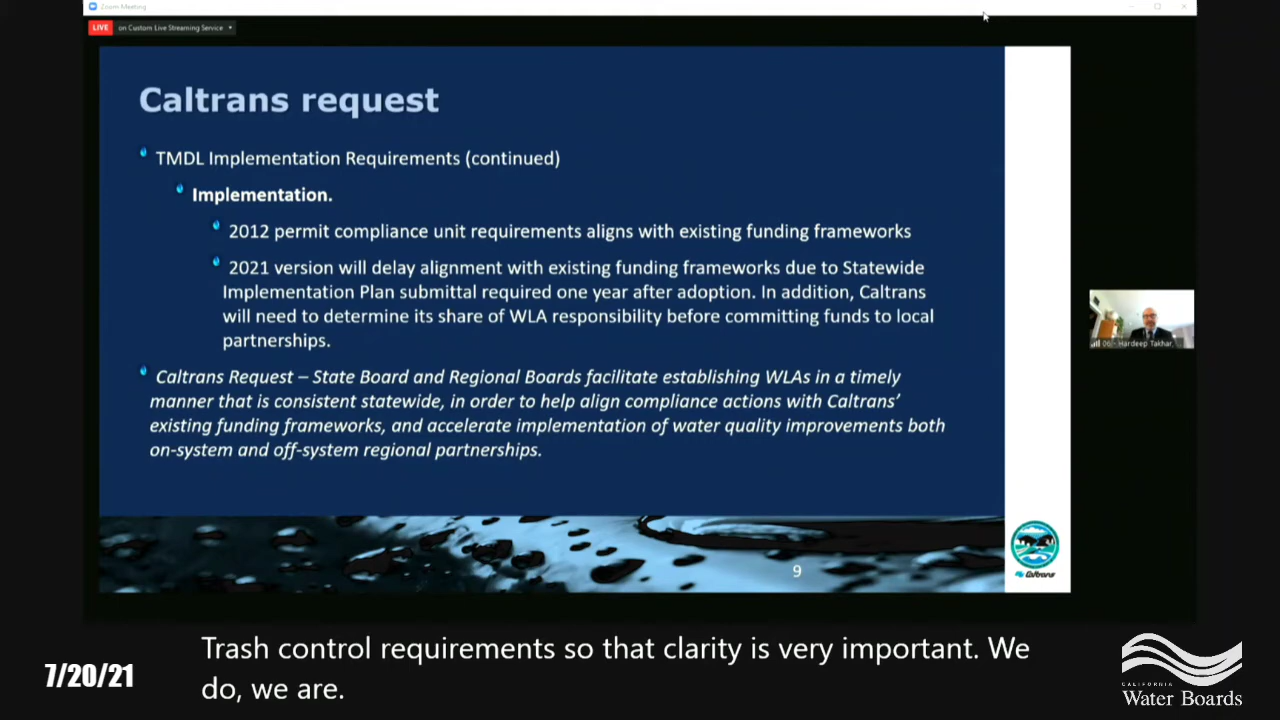 Zoom Meeting
LIVE on Custom Live Streaming Service
Caltrans request
TMDL Implementation Requirements (continued)
Implementation.
2012 permit compliance unit requirements aligns with existing funding frameworks
2021 version will delay alignment with existing funding frameworks due to Statewide
Implementation Plan submittal required one year after adoption. In addition, Caltrans
will need to determine its share of WLA responsibility before committing funds to local
partnerships.
Caltrans Request – State Board and Regional Boards facilitate establishing WLAs in a timely
manner that is consistent statewide, in order to help align compliance actions with Caltrans’
existing funding frameworks, and accelerate implementation of water quality improvements both
on-system and off-system regional partnerships.
06 - Hardeep Takhar
9
Caltrans
Trash control requirements so that clarity is very important. We
do, we are.
7/20/21
CALIFORNIA
Water Boards